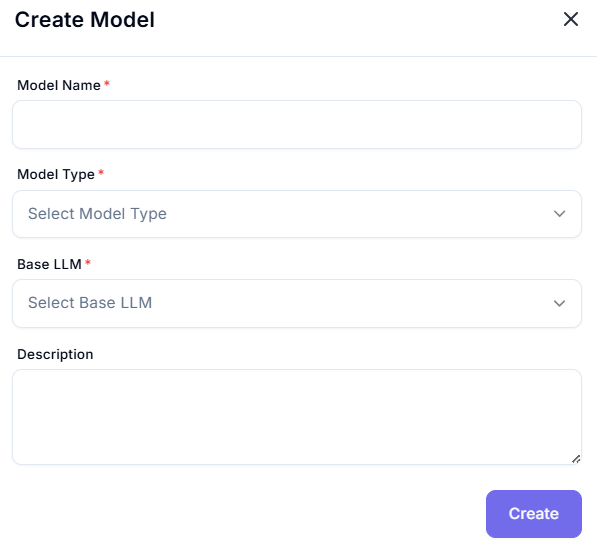 Create Model
Model Name *
Model Type *
Select Model Type
Base LLM *
Select Base LLM
Description
Create